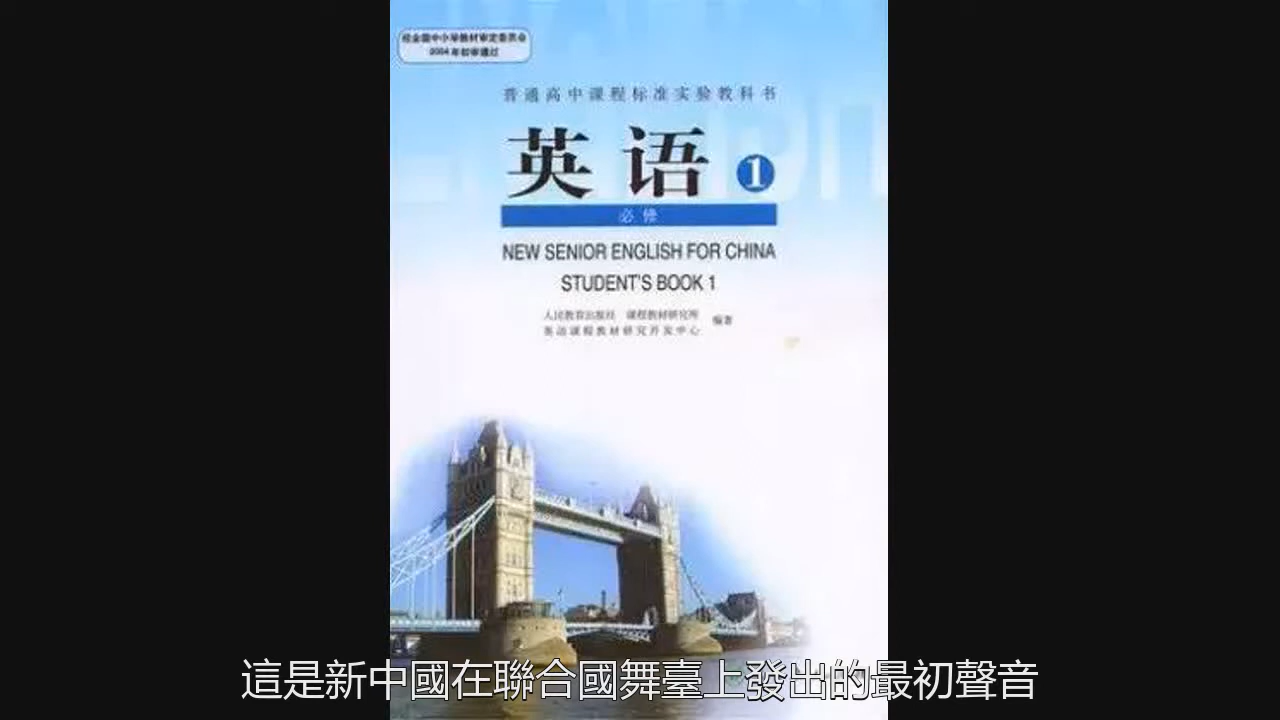 经全国中小学教材审定委员会
2004年初审通过
普通高中课程标准实验教科书
英语 1
必修
NEW SENIOR ENGLISH FOR CHINA
STUDENT'S BOOK 1
人民教育出版社 课程教材研究所
英语课程教材研究开发中心 编著
這是新中國在聯合國舞臺上發出的最初聲音